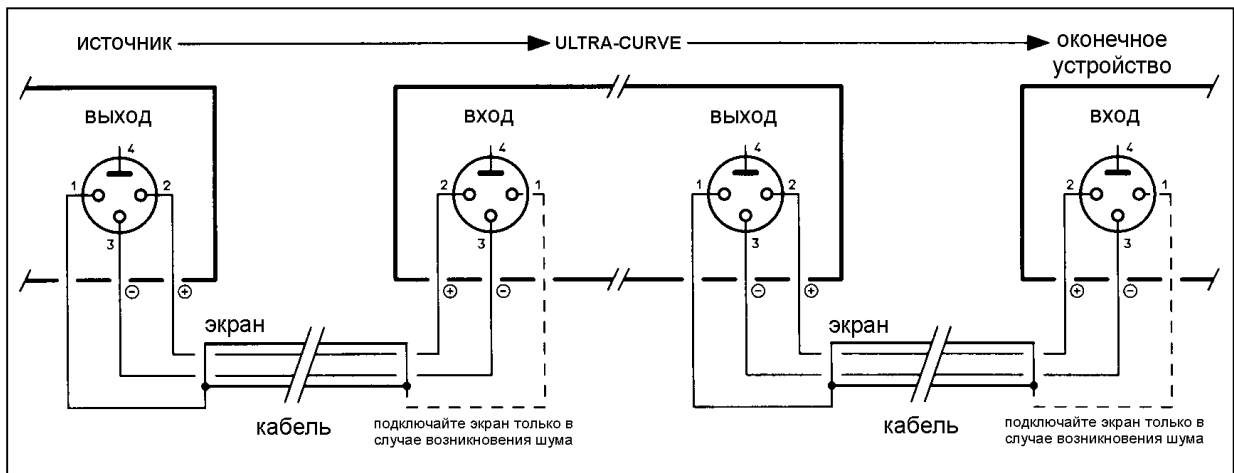 источник
ULTRA-CURVE
оконечное
устройство
выход
вход
выход
вход
4
4
4
4
1
2
2
1
1
2
2
1
3
3
3
3
⊖ ⊕
⊕ ⊖
⊖ ⊕
⊕ ⊖
экран
экран
кабель
подключайте экран только в
случае возникновения шума
кабель
подключайте экран только в
случае возникновения шума